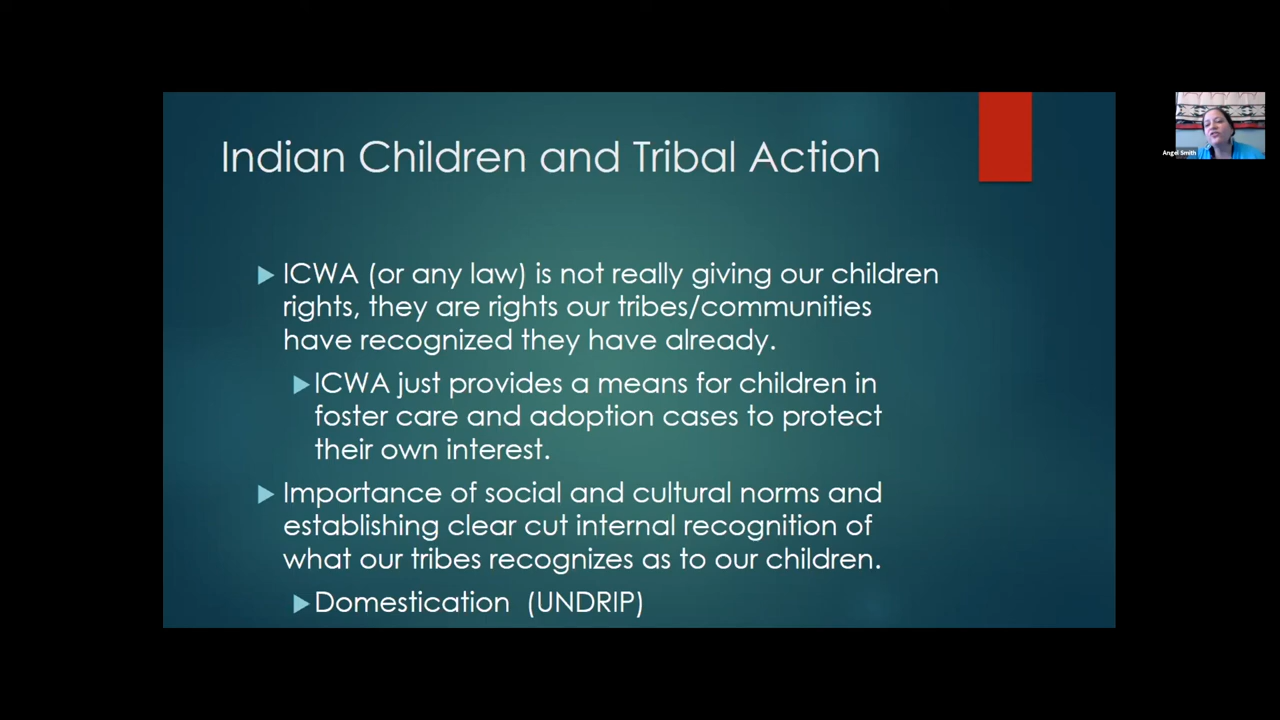 Indian Children and Tribal Action
ICWA (or any law) is not really giving our children
rights, they are rights our tribes/communities
have recognized they have already.
ICWA just provides a means for children in
foster care and adoption cases to protect
their own interest.
Importance of social and cultural norms and
establishing clear cut internal recognition of
what our tribes recognizes as to our children.
Domestication (UNDRIP)
Angel Smith